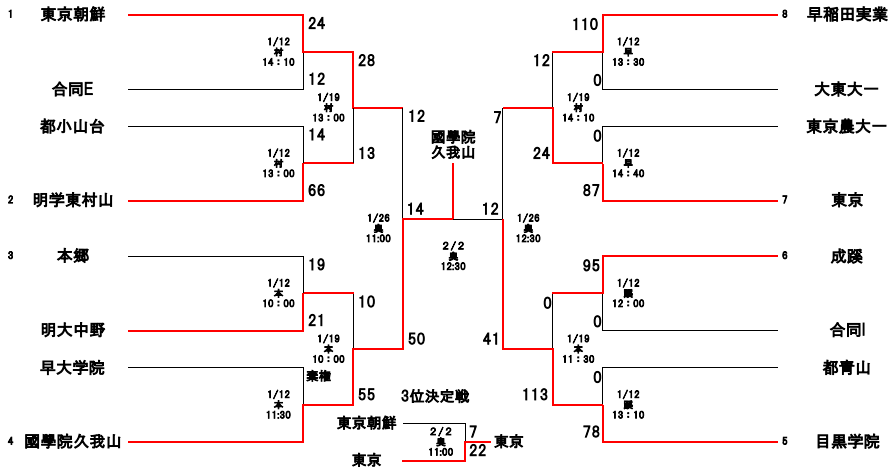 1 東京朝鮮
24
1/12
村
14:10
12
合同E
28
1/19
村
13:00
都小山台
14
1/12
村
13:00
13
66
2 明学東村山
12
3 本郷
19
1/12
本
10:00
21
明大中野
10
1/19
本
10:00
早大学院
棄権
1/12
本
11:30
55
4 國學院久我山
50
1/26
奥
11:00
14
國學院
久我山
2/2
奥
12:30
12
8 早稲田実業
110
1/12
早
13:30
0
大東大一
12
1/19
村
14:10
東京農大一
0
1/12
早
14:40
24
87
7 東京
7
1/26
奥
12:30
6 成蹊
95
1/12
蹊
12:00
0
合同I
0
1/19
本
11:30
都青山
0
1/12
蹊
13:10
113
78
5 目黒学院
41
3位決定戦
東京朝鮮
7
2/2
奥
11:00
22
東京
東京